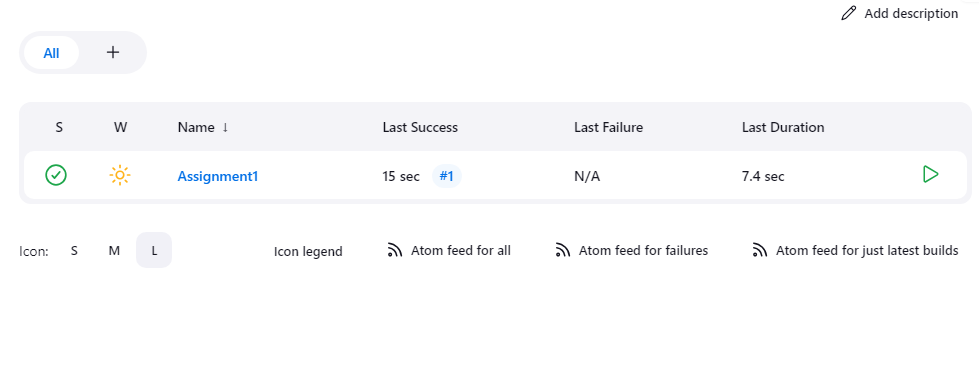 Add description
All +
S W Name ↓ Last Success Last Failure Last Duration
Assignment1 15 sec #1 N/A 7.4 sec
Icon: S M L Icon legend Atom feed for all Atom feed for failures Atom feed for just latest builds